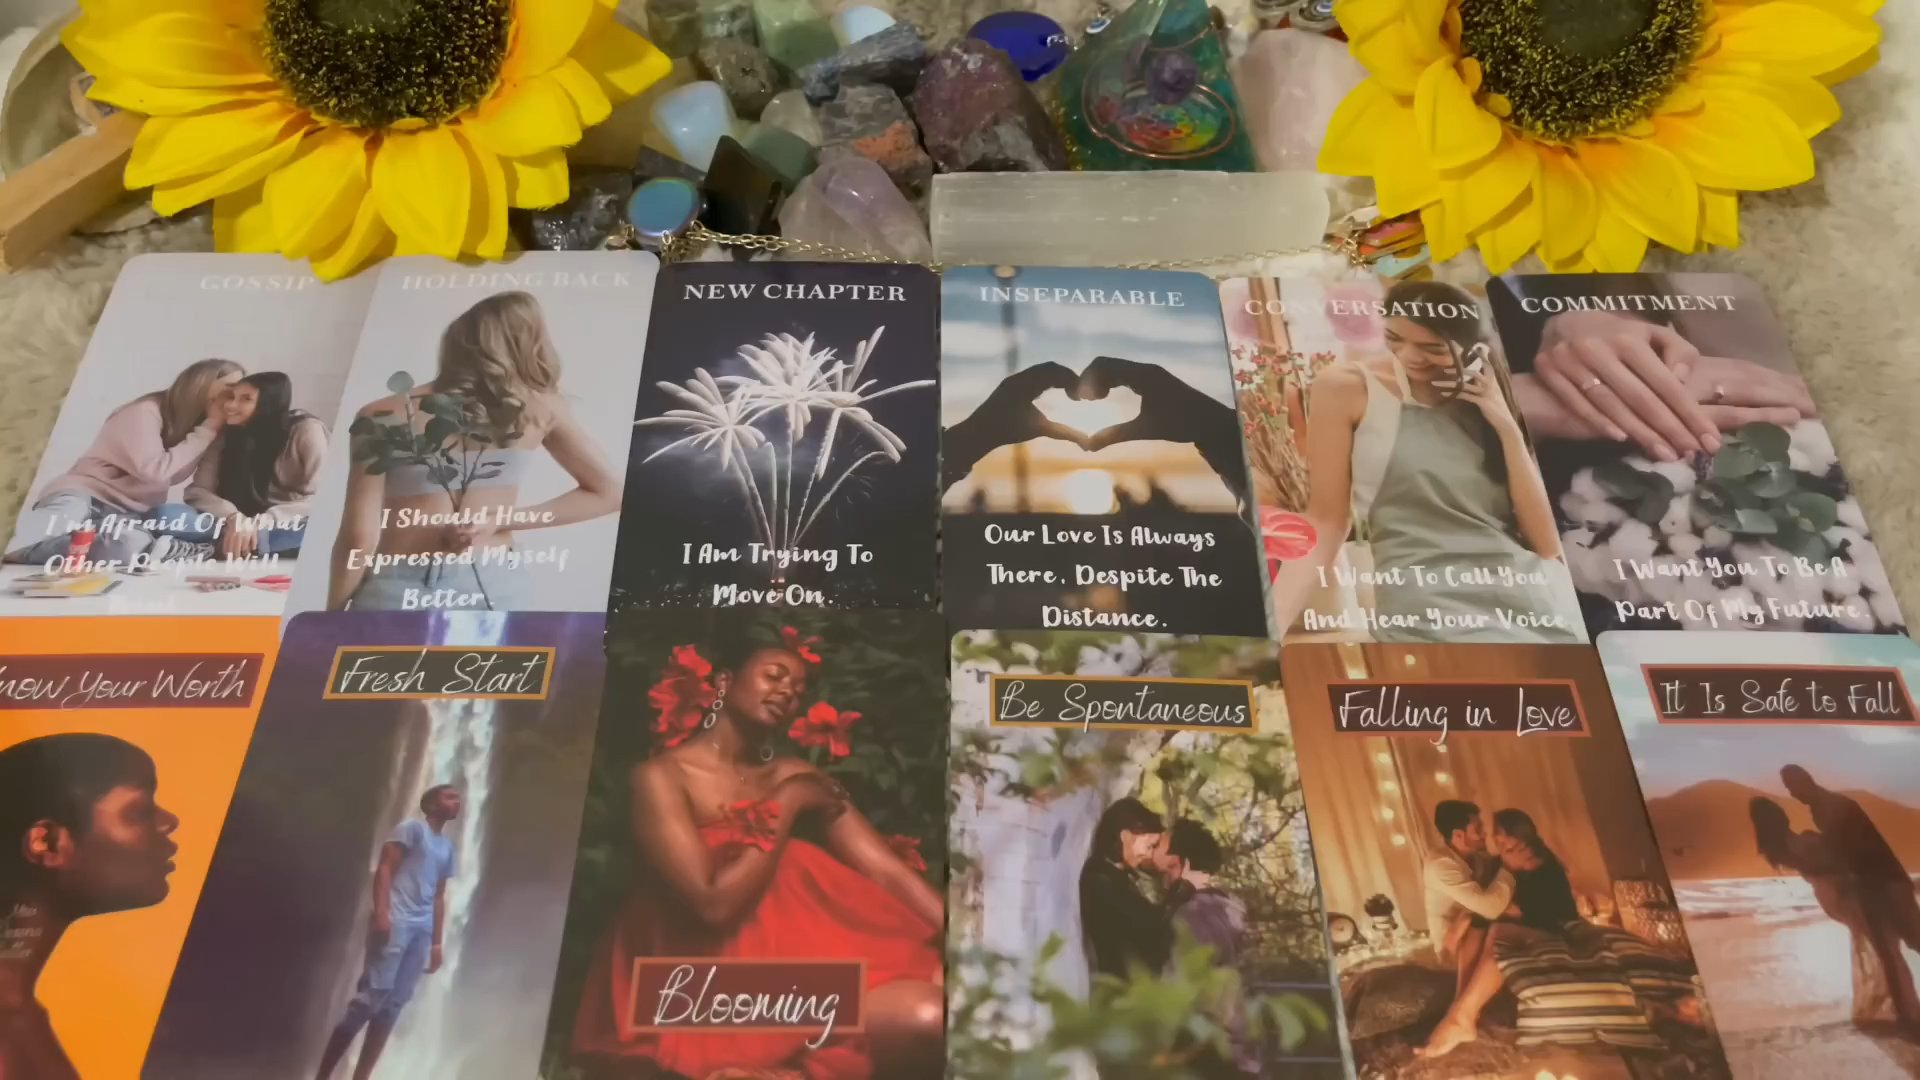 GOSSIP
I'm Afraid Of What
Other People Will
HOLDING BACK
I Should Have
Expressed Myself
Better.
NEW CHAPTER
I Am Trying To
Move On.
INSEPARABLE
Our Love Is Always
There, Despite The
Distance.
CONVERSATION
I Want To Call You
And Hear Your Voice.
COMMITMENT
I Want You To Be A
Part Of My Future.
now Your Worth
Fresh Start
Blooming
Be Spontaneous
Falling in Love
It Is Safe to Fall